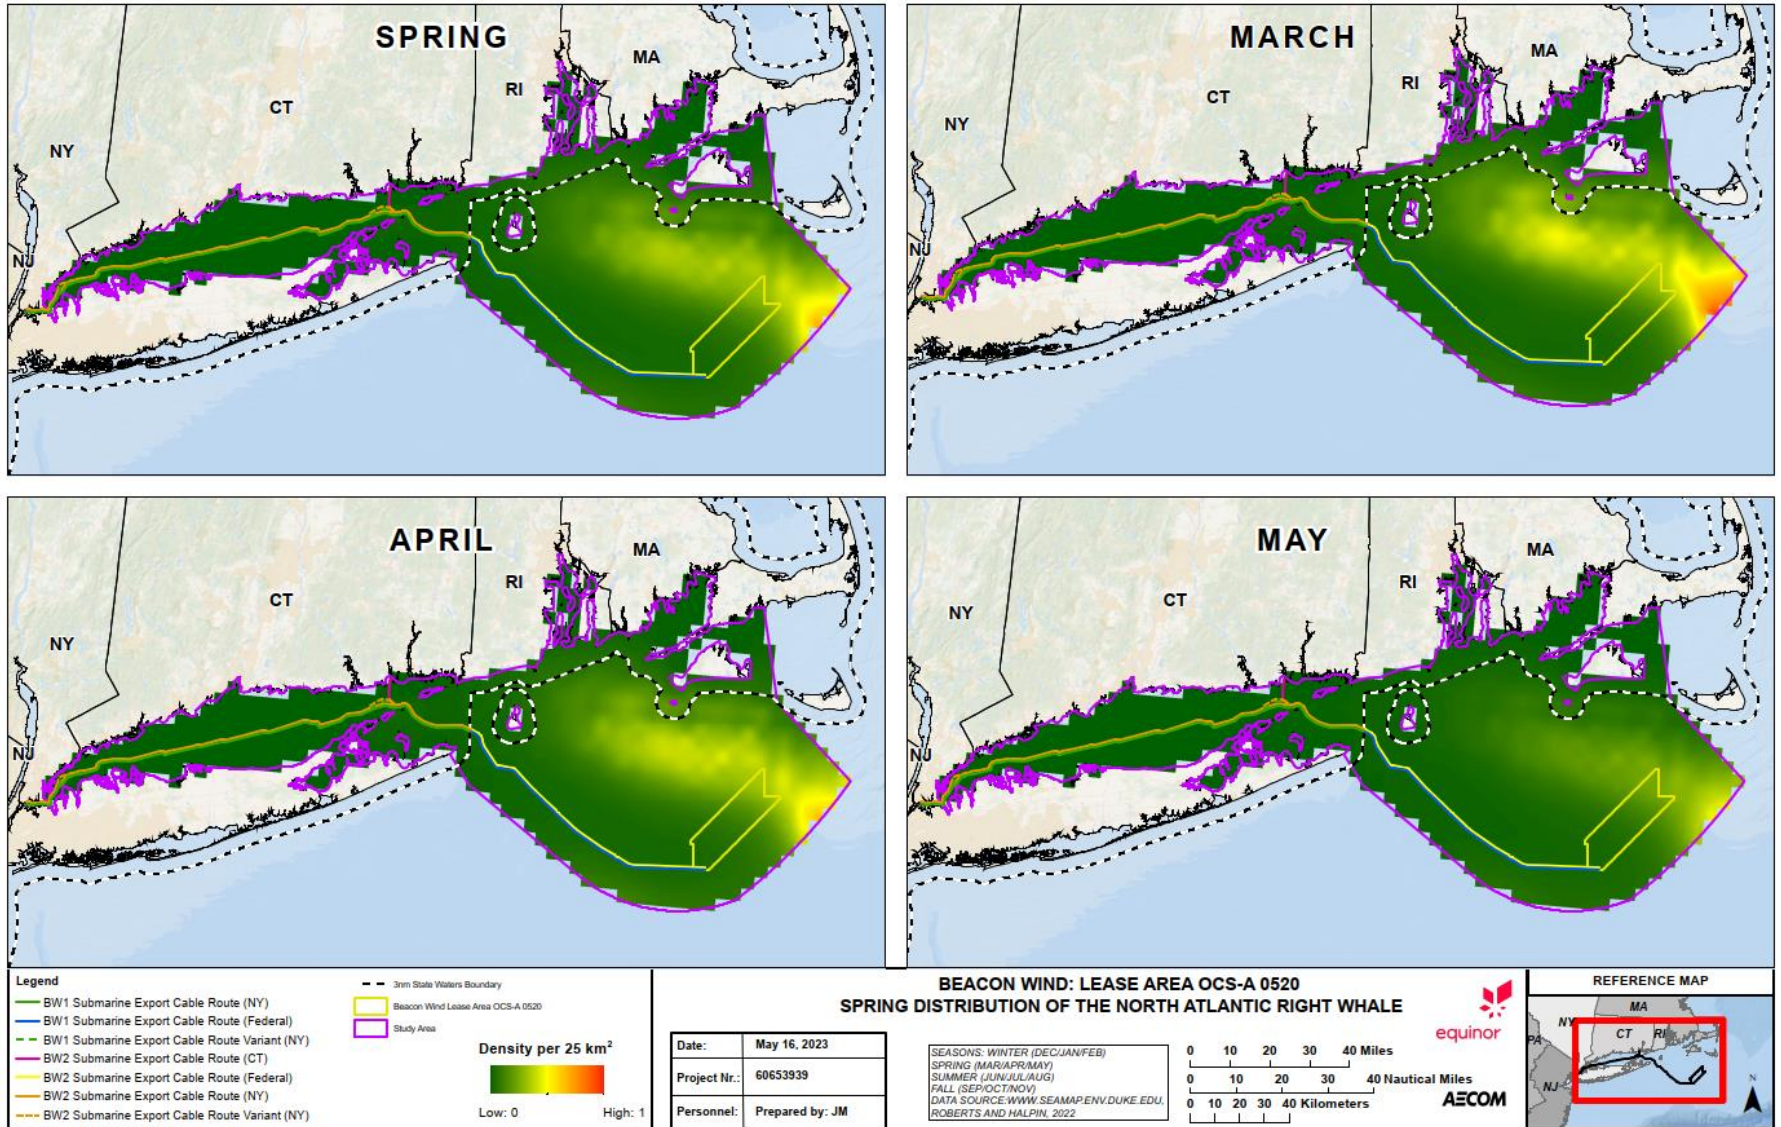 SPRING
MA
RI
CT
NY
NJ
MARCH
MA
RI
CT
NY
NJ
APRIL
MA
RI
CT
NY
NJ
MAY
MA
RI
CT
NY
NJ
Legend
BW1 Submarine Export Cable Route (NY)
BW1 Submarine Export Cable Route (Federal)
BW1 Submarine Export Cable Route Variant (NY)
BW2 Submarine Export Cable Route (CT)
BW2 Submarine Export Cable Route (Federal)
BW2 Submarine Export Cable Route (NY)
BW2 Submarine Export Cable Route Variant (NY)
3nm State Waters Boundary
Beacon Wind Lease Area OCS-A 0520
Study Area
Density per 25 km²
Low: 0 High: 1
BEACON WIND: LEASE AREA OCS-A 0520
SPRING DISTRIBUTION OF THE NORTH ATLANTIC RIGHT WHALE
Date: May 16, 2023
Project Nr.: 60653939
Personnel: Prepared by: JM
SEASONS: WINTER (DEC/JAN/FEB)
SPRING (MAR/APR/MAY)
SUMMER (JUN/JUL/AUG)
FALL (SEP/OCT/NOV)
DATA SOURCE:WWW.SEAMAP.ENV.DUKE.EDU,
ROBERTS AND HALPIN, 2022
0 10 20 30 40 Miles
0 10 20 30 40 Nautical Miles
0 10 20 30 40 Kilometers
equinor
AECOM
REFERENCE MAP
MA
NY
CT
RI
PA
NJ
N